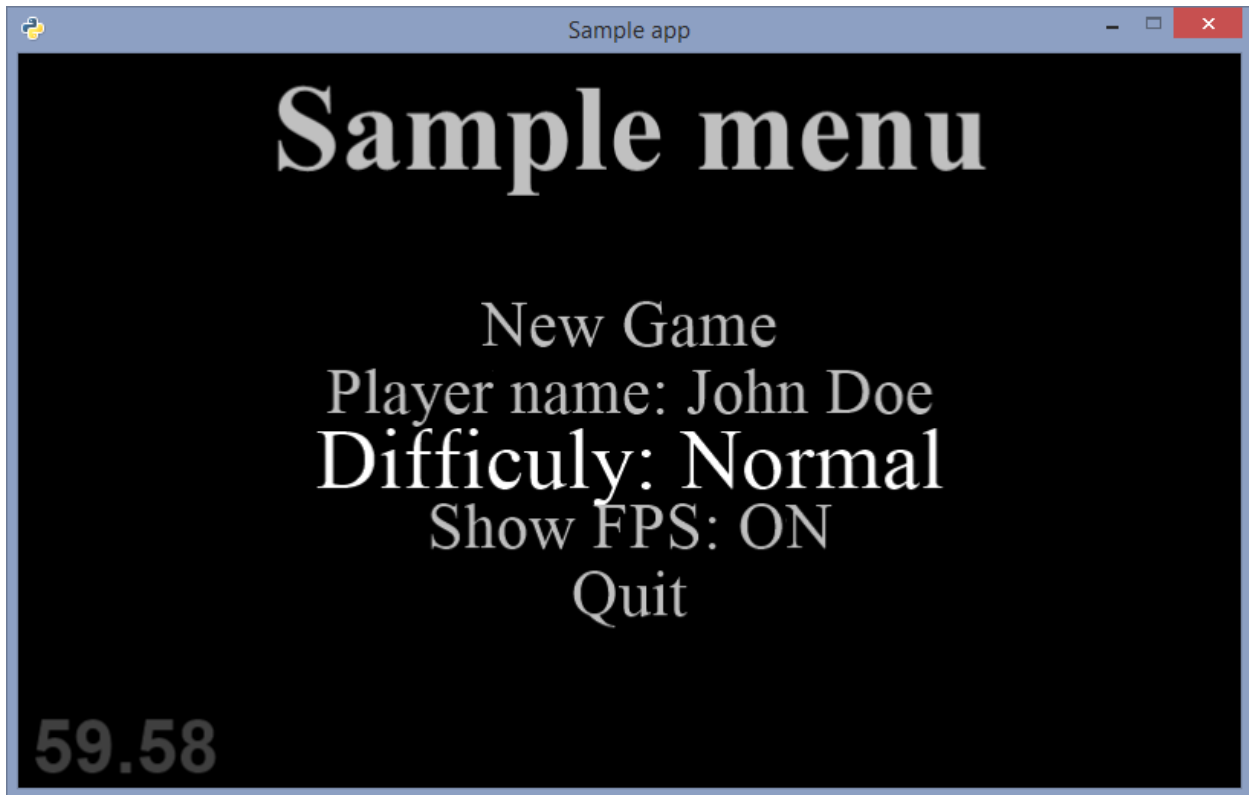 Sample app
Sample menu
New Game
Player name: John Doe
Difficuly: Normal
Show FPS: ON
Quit
59.58